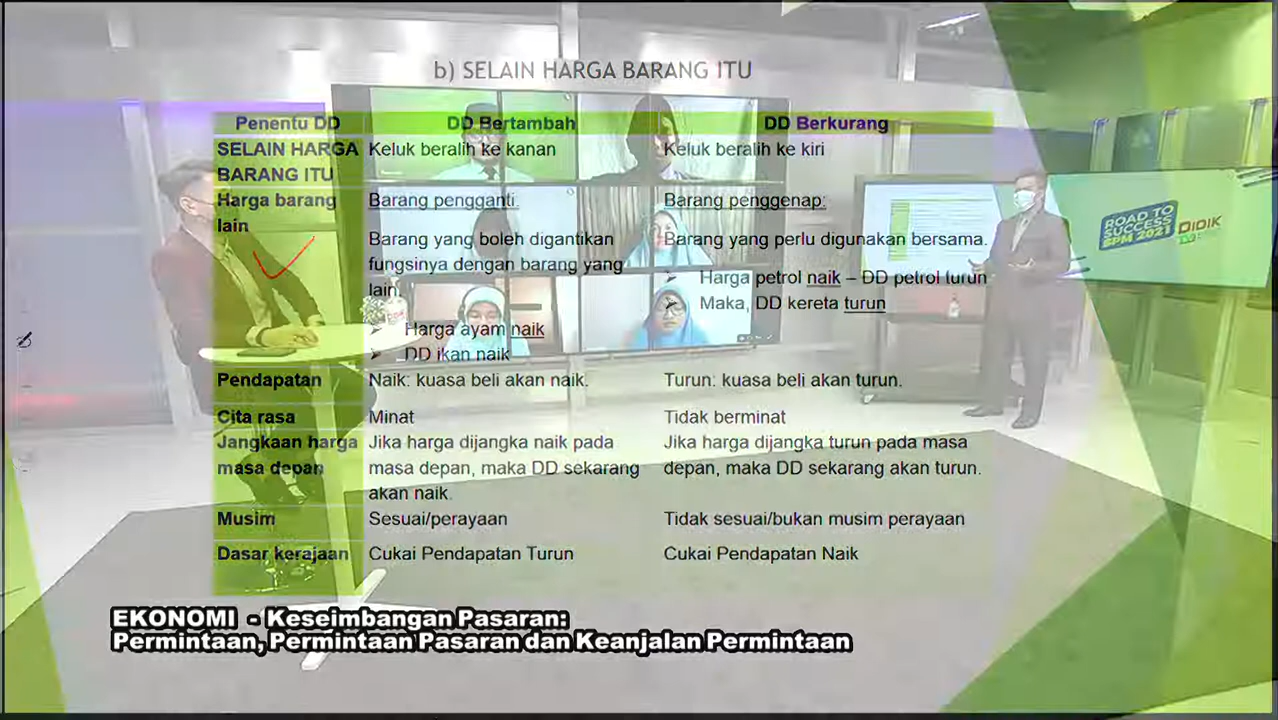 b) SELAIN HARGA BARANG ITU
Penentu DD DD Bertambah DD Berkurang
SELAIN HARGA BARANG ITU
Keluk beralih ke kanan
Keluk beralih ke kiri
Harga barang lain
Barang pengganti:
Barang yang boleh digantikan
fungsinya dengan barang yang
lain.
➤ Harga ayam naik
➤ DD ikan naik
Barang penggenap:
Barang yang perlu digunakan bersama.
➤ Harga petrol naik – DD petrol turun
➤ Maka, DD kereta turun
Pendapatan
Naik: kuasa beli akan naik.
Turun: kuasa beli akan turun.
Cita rasa
Minat
Tidak berminat
Jangkaan harga
masa depan
Jika harga dijangka naik pada
masa depan, maka DD sekarang
akan naik.
Jika harga dijangka turun pada masa
depan, maka DD sekarang akan turun.
Musim
Sesuai/perayaan
Tidak sesuai/bukan musim perayaan
Dasar kerajaan
Cukai Pendapatan Turun
Cukai Pendapatan Naik
ROAD TO
SUCCESS
SPM 2021
DIDIK
TV
EKONOMI - Keseimbangan Pasaran:
Permintaan, Permintaan Pasaran dan Keanjalan Permintaan